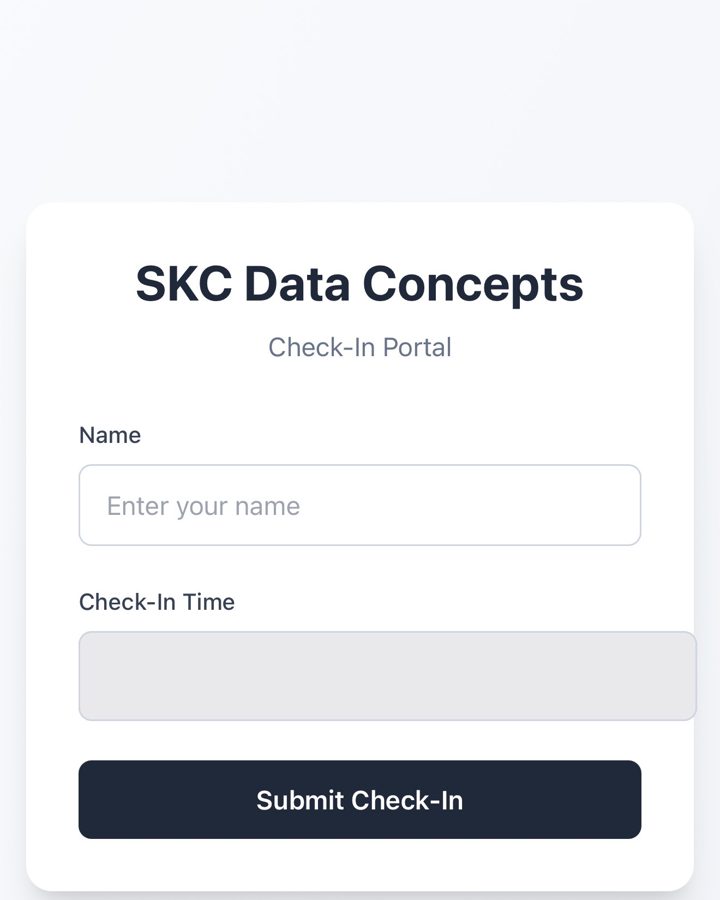 SKC Data Concepts
Check-In Portal
Name
Enter your name
Check-In Time
Submit Check-In